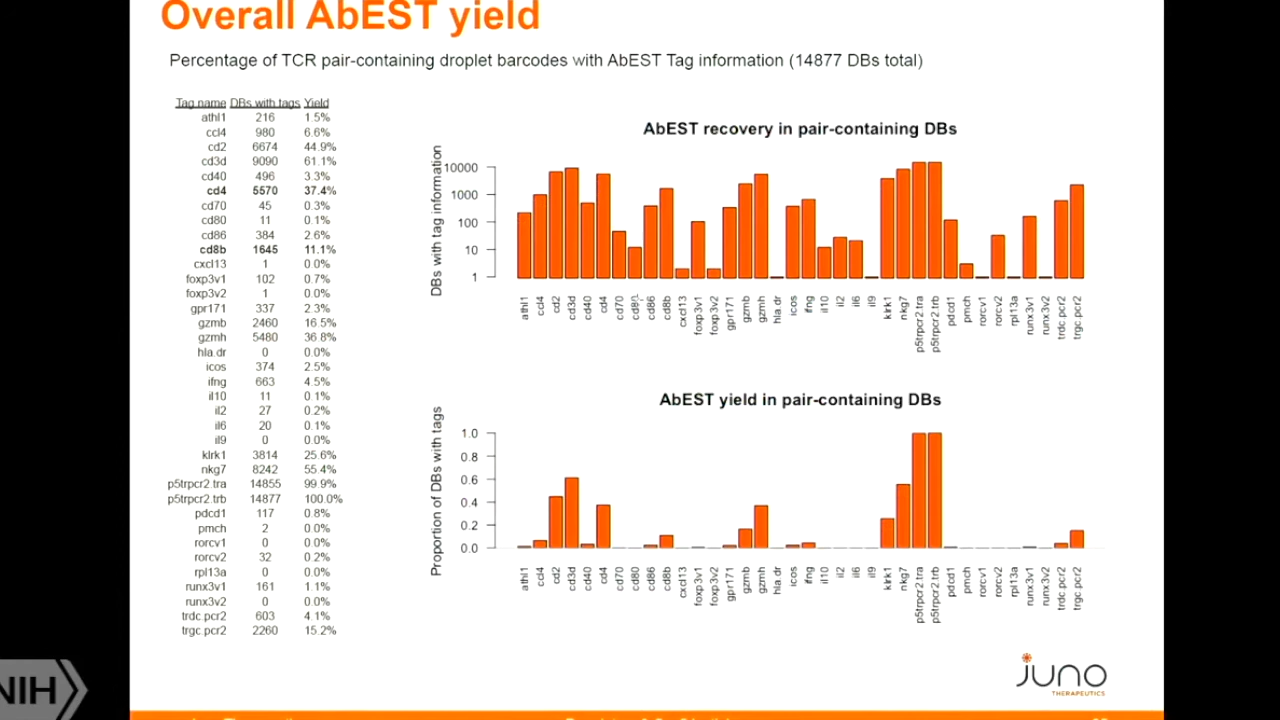 Overall AbEST yield
Percentage of TCR pair-containing droplet barcodes with AbEST Tag information (14877 DBs total)
Tag name DBs with tags Yield
athl1 216 1.5%
ccl4 980 6.6%
cd2 6674 44.9%
cd3d 9090 61.1%
cd40 496 3.3%
cd4 5570 37.4%
cd70 45 0.3%
cd80 11 0.1%
cd86 384 2.6%
cd8b 1645 11.1%
cxcl13 1 0.0%
foxp3v1 102 0.7%
foxp3v2 1 0.0%
gpr171 337 2.3%
gzmb 2460 16.5%
gzmh 5480 36.8%
hla.dr 0 0.0%
icos 374 2.5%
ifng 663 4.5%
il10 11 0.1%
il2 27 0.2%
il6 20 0.1%
il9 0 0.0%
klrk1 3814 25.6%
nkg7 8242 55.4%
p5trpcr2.tra 14855 99.9%
p5trpcr2.trb 14877 100.0%
pdcd1 117 0.8%
pmch 2 0.0%
rorcv1 0 0.0%
rorcv2 32 0.2%
rpl13a 0 0.0%
runx3v1 161 1.1%
runx3v2 0 0.0%
trdc.pcr2 603 4.1%
trgc.pcr2 2260 15.2%
AbEST recovery in pair-containing DBs
DBs with tag information
10000
1000
100
10
1
athl1 ccl4 cd2 cd3d cd40 cd4 cd70 cd80 cd86 cd8b cxcl13 foxp3v1 foxp3v2 gpr171 gzmb gzmh hla.dr icos ifng il10 il2 il6 il9 klrk1 nkg7 p5trpcr2.tra p5trpcr2.trb pdcd1 pmch rorcv1 rorcv2 rpl13a runx3v1 runx3v2 trdc.pcr2 trgc.pcr2
AbEST yield in pair-containing DBs
Proportion of DBs with tags
1.0
0.8
0.6
0.4
0.2
0.0
athl1 ccl4 cd2 cd3d cd40 cd4 cd70 cd80 cd86 cd8b cxcl13 foxp3v1 foxp3v2 gpr171 gzmb gzmh hla.dr icos ifng il10 il2 il6 il9 klrk1 nkg7 p5trpcr2.tra p5trpcr2.trb pdcd1 pmch rorcv1 rorcv2 rpl13a runx3v1 runx3v2 trdc.pcr2 trgc.pcr2
juno
THERAPEUTICS
NIH